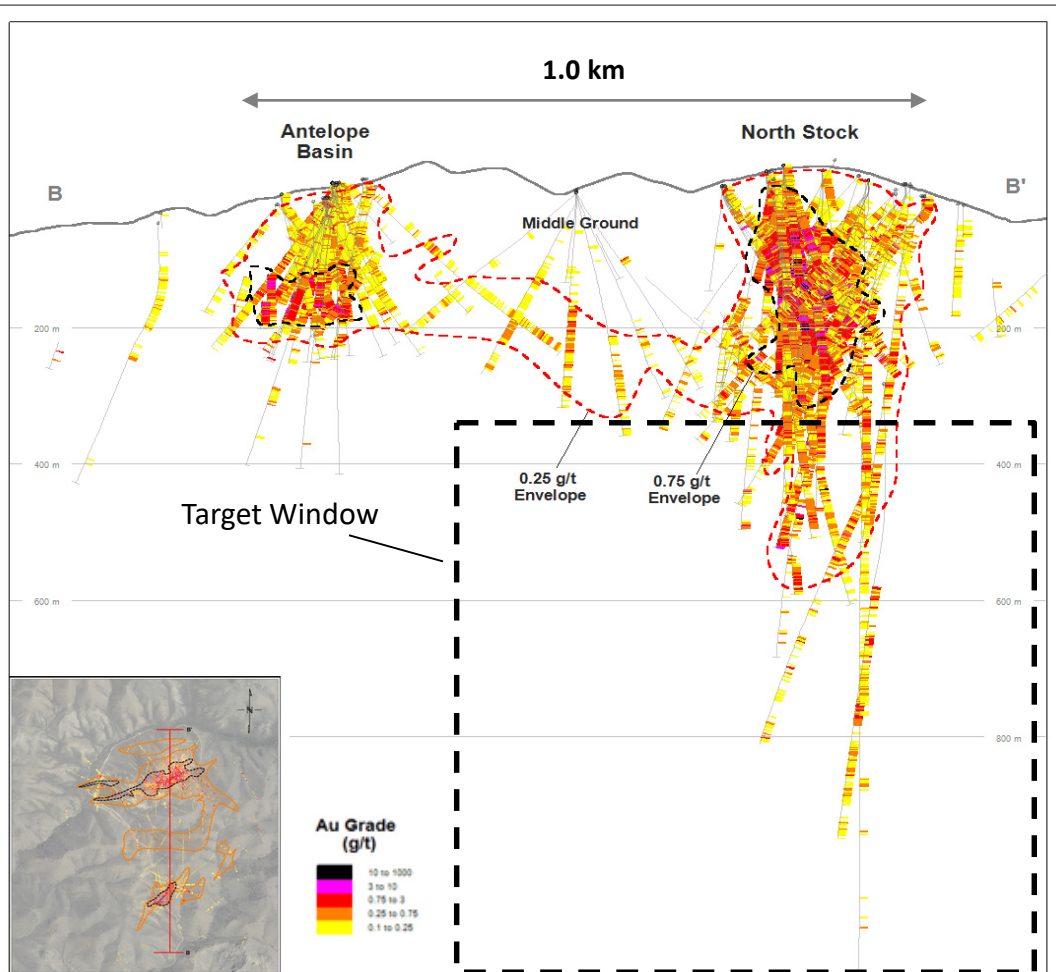 1.0 km
Antelope
Basin
North Stock
B
B'
Middle Ground
200 m
200 m
0.25 g/t
Envelope
0.75 g/t
Envelope
400 m
400 m
Target Window
600 m
600 m
800 m
800 m
N
B'
B
Au Grade
(g/t)
10 to 1000
3 to 10
0.75 to 3
0.25 to 0.75
0.1 to 0.25